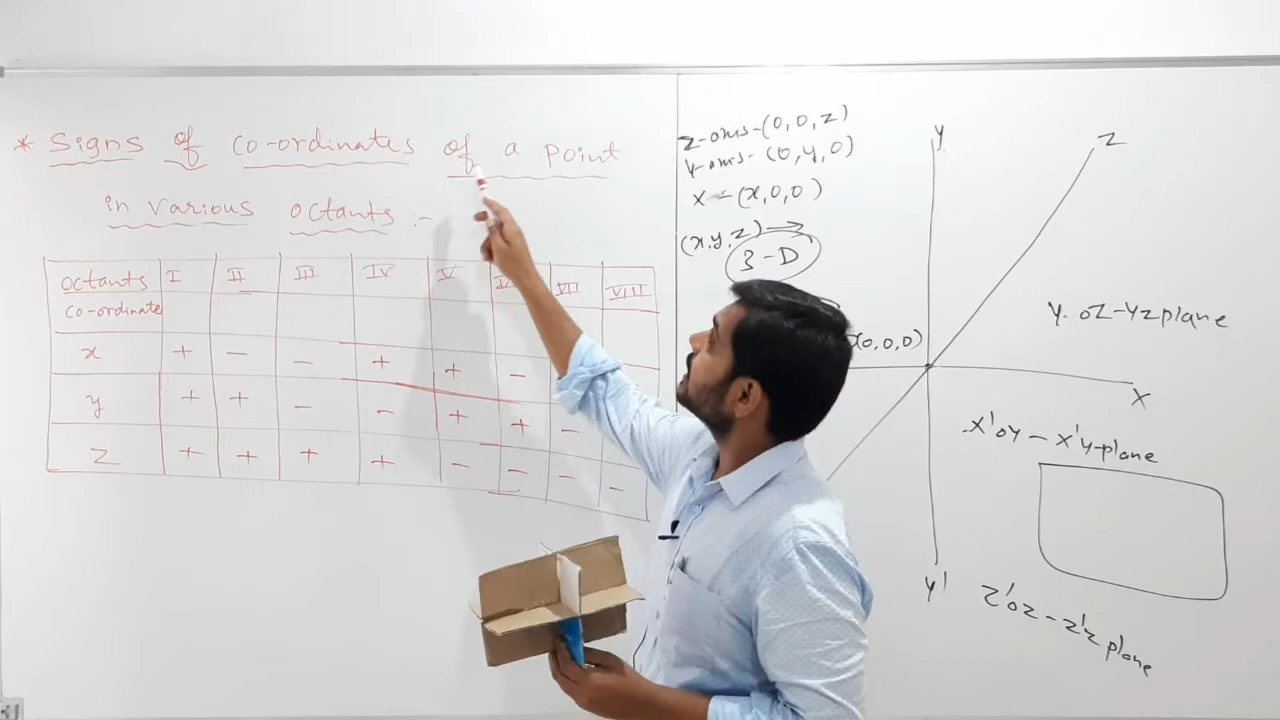 * Signs of co-ordinates of a point
in various octants :-
octants I II III IV V VII VIII
co-ordinate
x + - - + + -
y + + - - + + -
z + + + + - - - -
z-axis-(0,0,z)
y-axis-(0,y,0)
x - (x,0,0)
(x,y,z) →
3-D
(0,0,0)
y
z
y. oz-yz plane
x
x'oy - x'y-plane
y'
z'oz - z'z plane